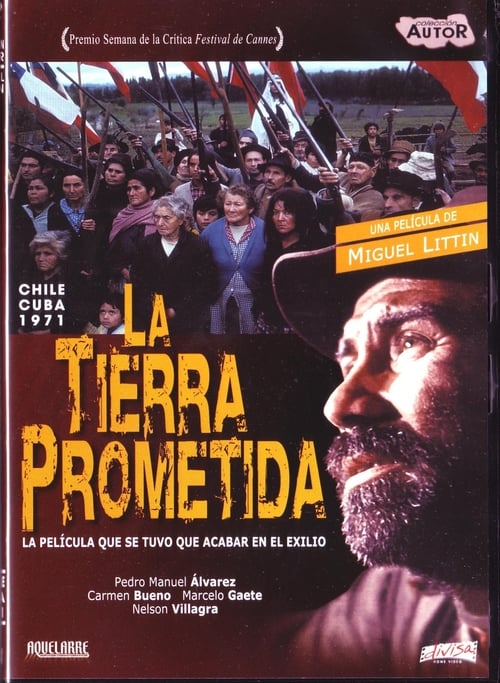 Premio Semana de la Crítica Festival de Cannes
colección
AUTOR
UNA PELÍCULA DE
MIGUEL LITTIN
CHILE
CUBA
1971
LA
TIERRA
PROMETIDA
LA PELÍCULA QUE SE TUVO QUE ACABAR EN EL EXILIO
Pedro Manuel Álvarez
Carmen Bueno Marcelo Gaete
Nelson Villagra
AQUELARRE
divisa
HOME VIDEO